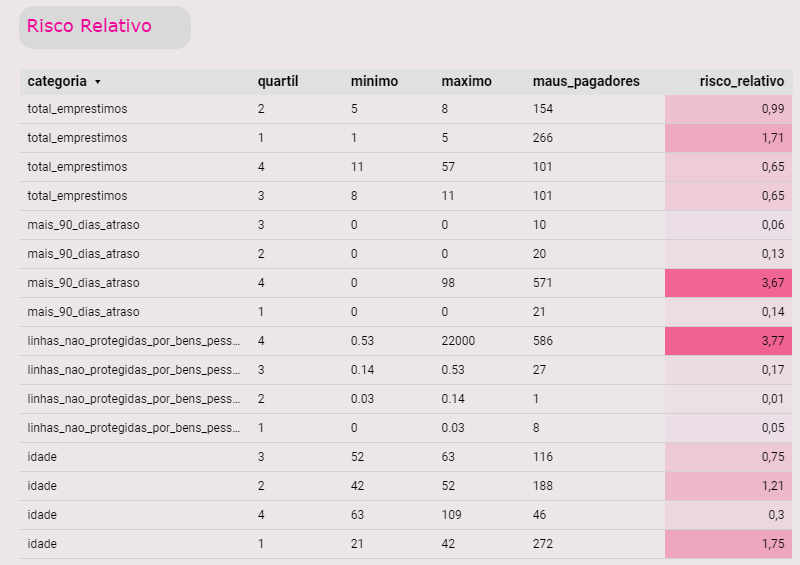 Risco Relativo
categoria quartil minimo maximo maus_pagadores risco_relativo
total_emprestimos 2 5 8 154 0,99
total_emprestimos 1 1 5 266 1,71
total_emprestimos 4 11 57 101 0,65
total_emprestimos 3 8 11 101 0,65
mais_90_dias_atraso 3 0 0 10 0,06
mais_90_dias_atraso 2 0 0 20 0,13
mais_90_dias_atraso 4 0 98 571 3,67
mais_90_dias_atraso 1 0 0 21 0,14
linhas_nao_protegidas_por_bens_pess... 4 0.53 22000 586 3,77
linhas_nao_protegidas_por_bens_pess... 3 0.14 0.53 27 0,17
linhas_nao_protegidas_por_bens_pess... 2 0.03 0.14 1 0,01
linhas_nao_protegidas_por_bens_pess... 1 0 0.03 8 0,05
idade 3 52 63 116 0,75
idade 2 42 52 188 1,21
idade 4 63 109 46 0,3
idade 1 21 42 272 1,75